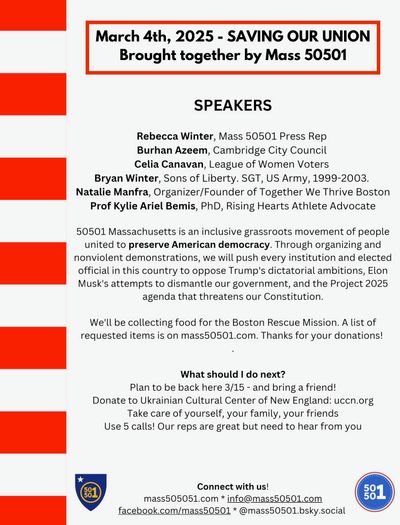 March 4th, 2025 - SAVING OUR UNION
Brought together by Mass 50501
SPEAKERS
Rebecca Winter, Mass 50501 Press Rep
Burhan Azeem, Cambridge City Council
Celia Canavan, League of Women Voters
Bryan Winter, Sons of Liberty. SGT, US Army, 1999-2003.
Natalie Manfra, Organizer/Founder of Together We Thrive Boston
Prof Kylie Ariel Bemis, PhD, Rising Hearts Athlete Advocate
50501 Massachusetts is an inclusive grassroots movement of people
united to preserve American democracy. Through organizing and
nonviolent demonstrations, we will push every institution and elected
official in this country to oppose Trump's dictatorial ambitions, Elon
Musk's attempts to dismantle our government, and the Project 2025
agenda that threatens our Constitution.
We'll be collecting food for the Boston Rescue Mission. A list of
requested items is on mass50501.com. Thanks for your donations!
.
What should I do next?
Plan to be back here 3/15 - and bring a friend!
Donate to Ukrainian Cultural Center of New England: uccn.org
Take care of yourself, your family, your friends
Use 5 calls! Our reps are great but need to hear from you
Connect with us!
mass505051.com * info@mass50501.com
facebook.com/mass50501 * @mass50501.bsky.social
50
50 1
50
50 1